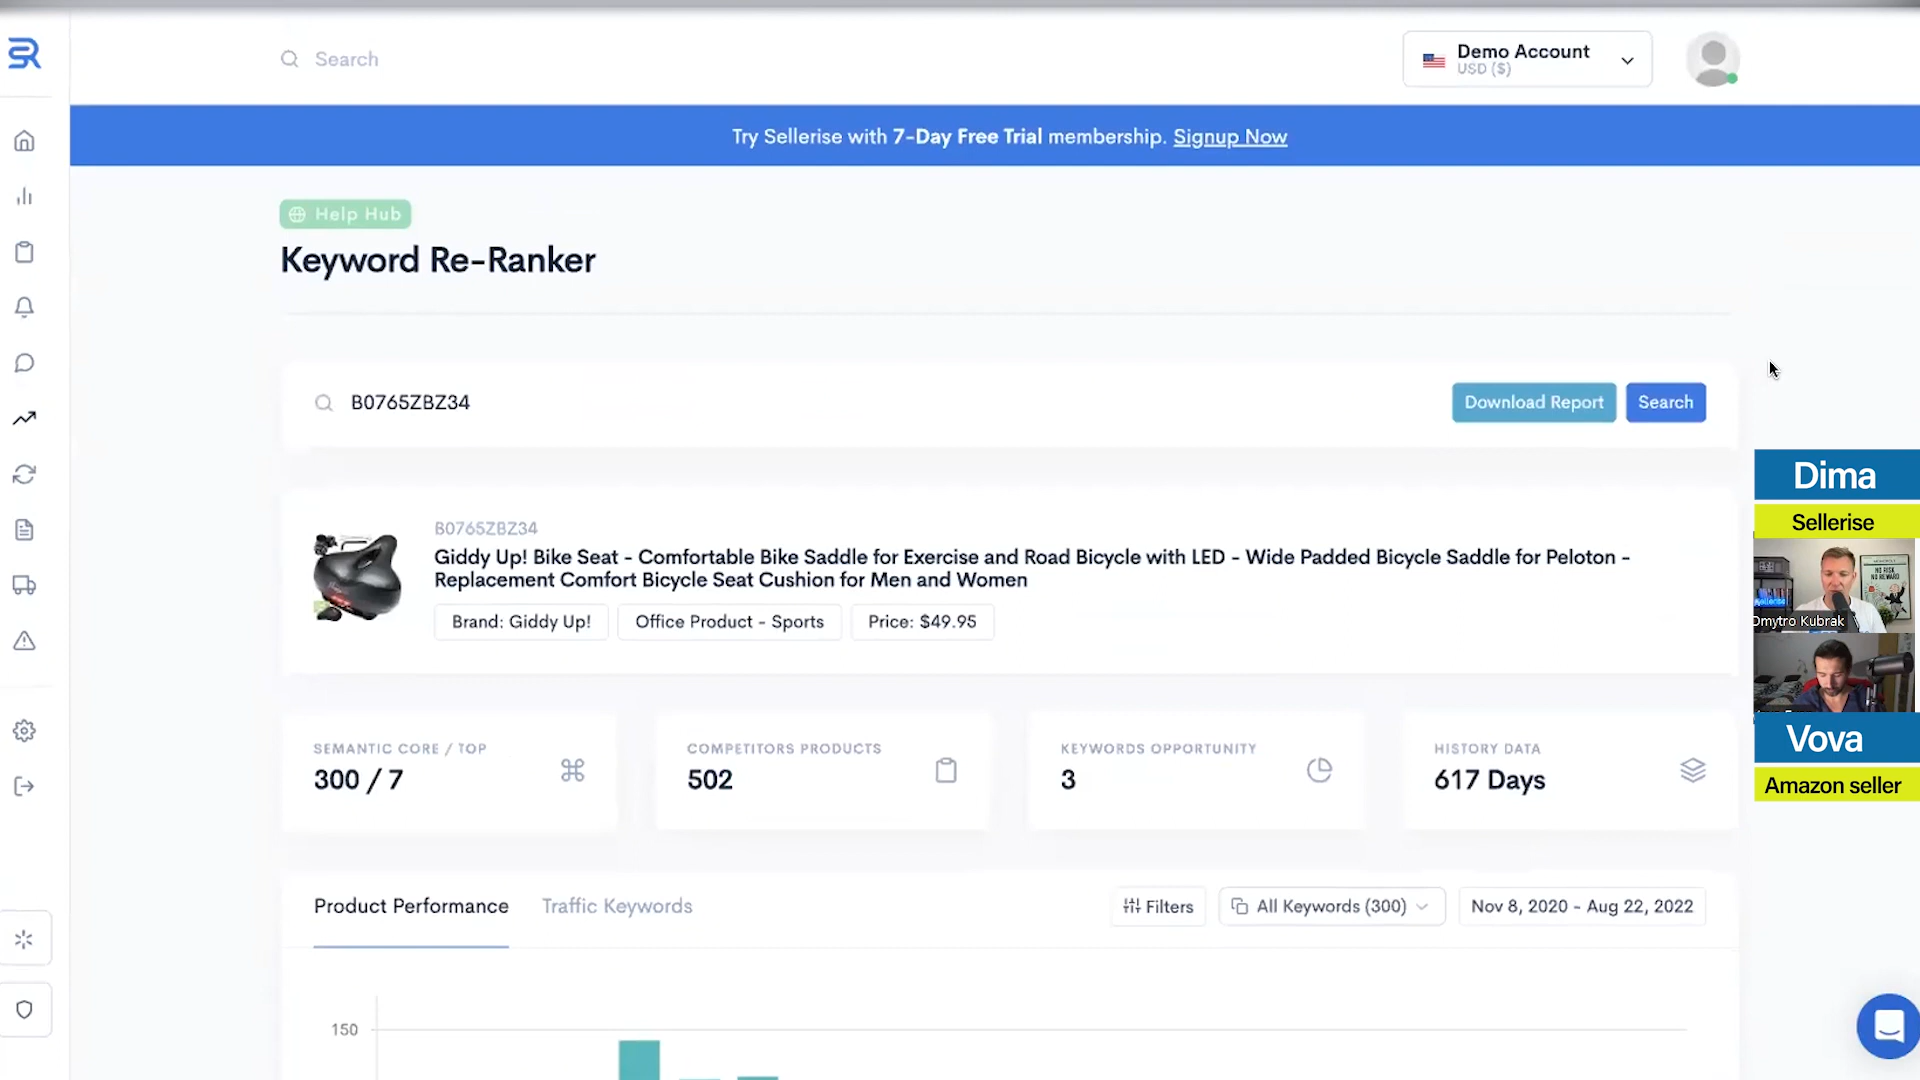 SR
Search
Demo Account
USD ($)
Try Sellerise with 7-Day Free Trial membership. Signup Now
Help Hub
Keyword Re-Ranker
B0765ZBZ34
Download Report
Search
B0765ZBZ34
Giddy Up! Bike Seat - Comfortable Bike Saddle for Exercise and Road Bicycle with LED - Wide Padded Bicycle Saddle for Peloton -
Replacement Comfort Bicycle Seat Cushion for Men and Women
Brand: Giddy Up!
Office Product - Sports
Price: $49.95
SEMANTIC CORE / TOP
300 / 7
COMPETITORS PRODUCTS
502
KEYWORDS OPPORTUNITY
3
HISTORY DATA
617 Days
Product Performance
Traffic Keywords
Filters
All Keywords (300)
Nov 8, 2020 - Aug 22, 2022
150
Dima
Sellerise
NO RISK
NO REWARD
Dmytro Kubrak
Vova
Amazon seller